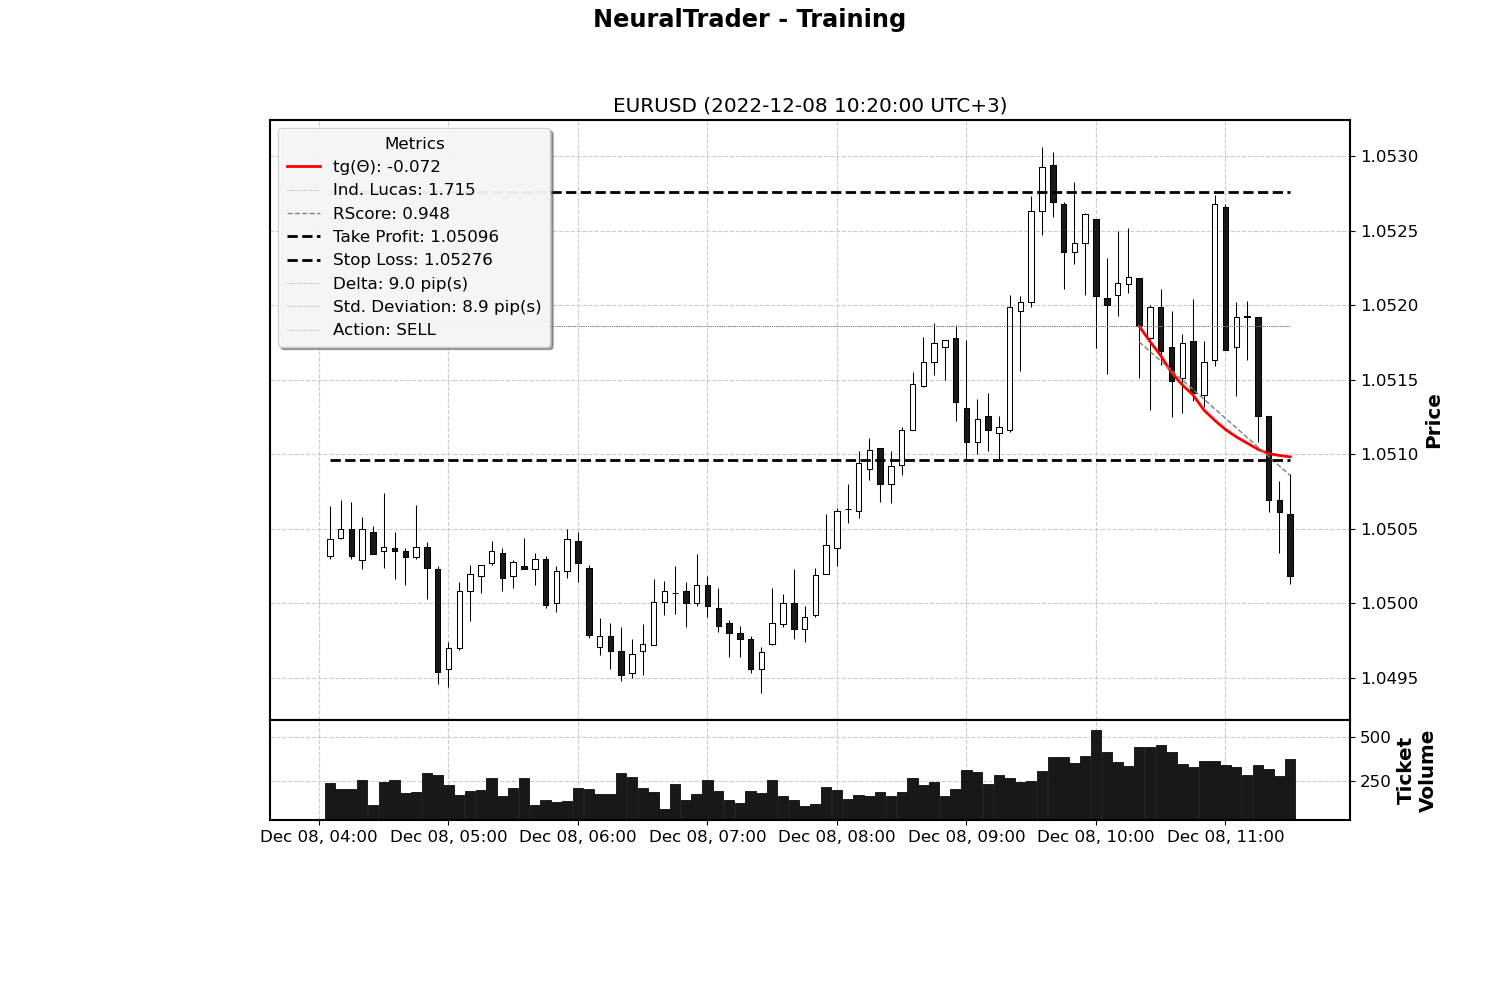 NeuralTrader - Training
EURUSD (2022-12-08 10:20:00 UTC+3)
Metrics
tg(Θ): -0.072
Ind. Lucas: 1.715
RScore: 0.948
Take Profit: 1.05096
Stop Loss: 1.05276
Delta: 9.0 pip(s)
Std. Deviation: 8.9 pip(s)
Action: SELL
1.0530
1.0525
1.0520
1.0515
1.0510
1.0505
1.0500
1.0495
Price
500
250
Ticket
Volume
Dec 08, 04:00 Dec 08, 05:00 Dec 08, 06:00 Dec 08, 07:00 Dec 08, 08:00 Dec 08, 09:00 Dec 08, 10:00 Dec 08, 11:00